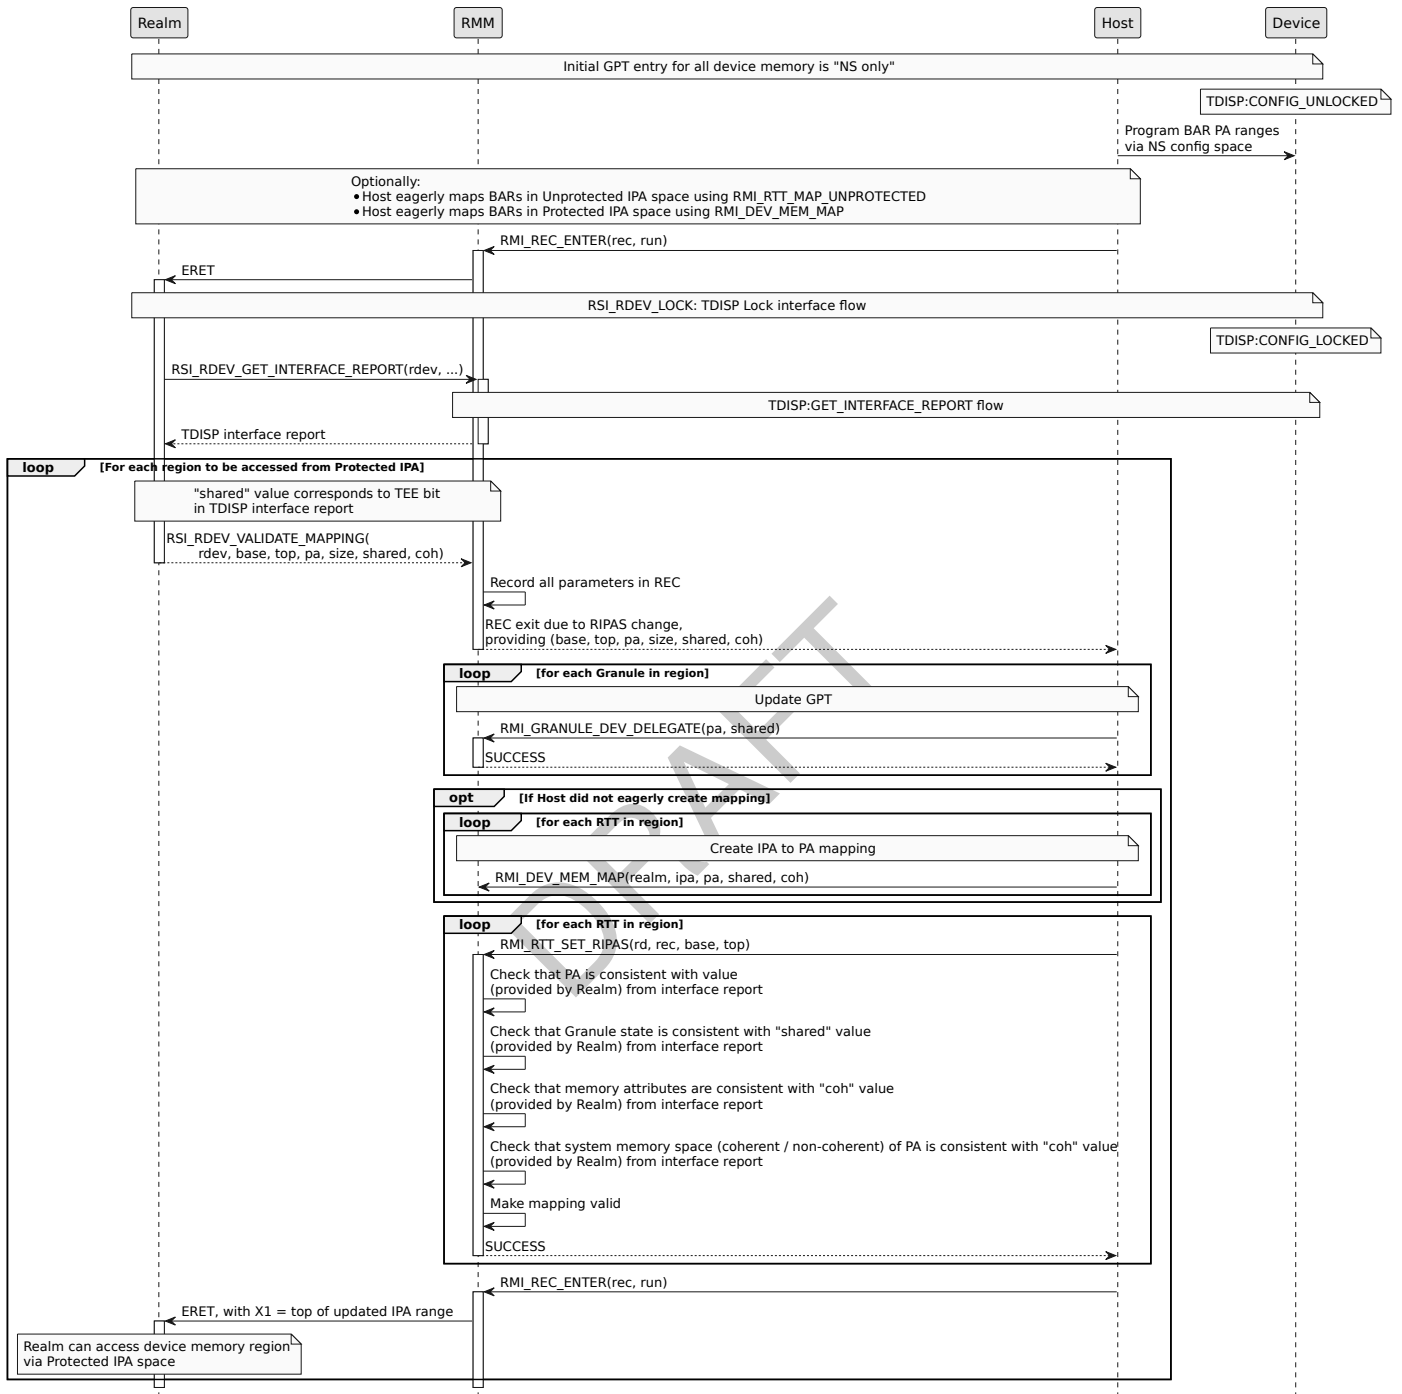 Realm
RMM
Host
Device
Initial GPT entry for all device memory is "NS only"
TDISP:CONFIG_UNLOCKED
Program BAR PA ranges
via NS config space
Optionally:
•Host eagerly maps BARs in Unprotected IPA space using RMI_RTT_MAP_UNPROTECTED
•Host eagerly maps BARs in Protected IPA space using RMI_DEV_MEM_MAP
RMI_REC_ENTER(rec, run)
ERET
RSI_RDEV_LOCK: TDISP Lock interface flow
TDISP:CONFIG_LOCKED
RSI_RDEV_GET_INTERFACE_REPORT(rdev, ...)
TDISP:GET_INTERFACE_REPORT flow
TDISP interface report
loop [For each region to be accessed from Protected IPA]
"shared" value corresponds to TEE bit
in TDISP interface report
RSI_RDEV_VALIDATE_MAPPING(
rdev, base, top, pa, size, shared, coh)
Record all parameters in REC
REC exit due to RIPAS change,
providing (base, top, pa, size, shared, coh)
loop [for each Granule in region]
Update GPT
RMI_GRANULE_DEV_DELEGATE(pa, shared)
SUCCESS
opt [If Host did not eagerly create mapping]
loop [for each RTT in region]
Create IPA to PA mapping
RMI_DEV_MEM_MAP(realm, ipa, pa, shared, coh)
loop [for each RTT in region]
RMI_RTT_SET_RIPAS(rd, rec, base, top)
Check that PA is consistent with value
(provided by Realm) from interface report
Check that Granule state is consistent with "shared" value
(provided by Realm) from interface report
Check that memory attributes are consistent with "coh" value
(provided by Realm) from interface report
Check that system memory space (coherent / non-coherent) of PA is consistent with "coh" value
(provided by Realm) from interface report
Make mapping valid
SUCCESS
RMI_REC_ENTER(rec, run)
ERET, with X1 = top of updated IPA range
Realm can access device memory region
via Protected IPA space
DRAFT